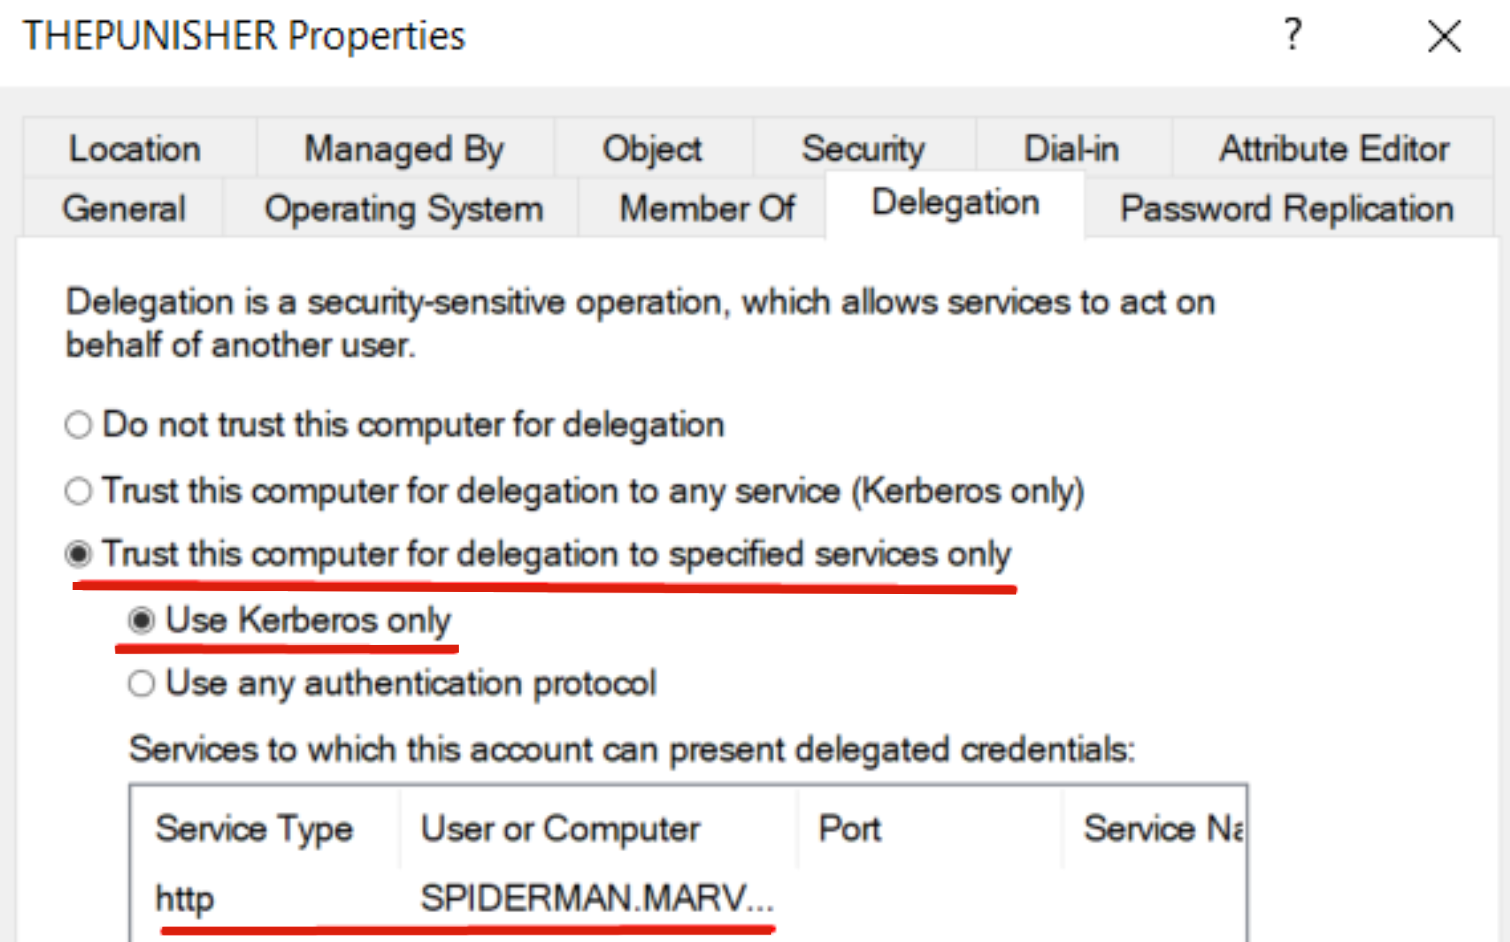 THEPUNISHER Properties ?
Location Managed By Object Security Dial-in Attribute Editor
General Operating System Member Of Delegation Password Replication
Delegation is a security-sensitive operation, which allows services to act on
behalf of another user.
Do not trust this computer for delegation
Trust this computer for delegation to any service (Kerberos only)
Trust this computer for delegation to specified services only
Use Kerberos only
Use any authentication protocol
Services to which this account can present delegated credentials:
Service Type User or Computer Port Service Na
http SPIDERMAN.MARV...